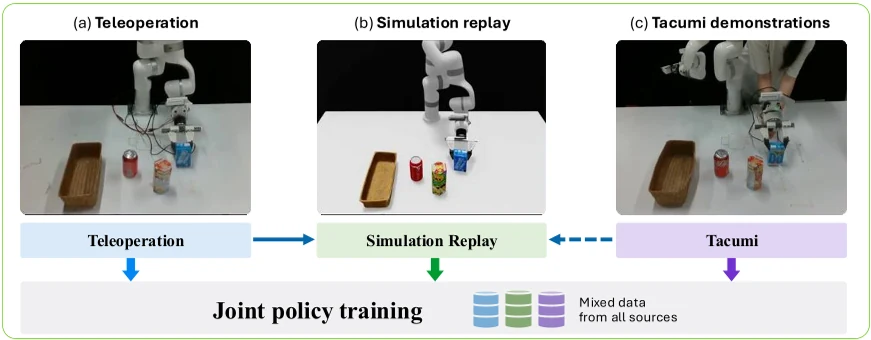 (a) Teleoperation
(b) Simulation replay
(c) Tacumi demonstrations
Teleoperation
Simulation Replay
Tacumi
Joint policy training
Mixed data
from all sources